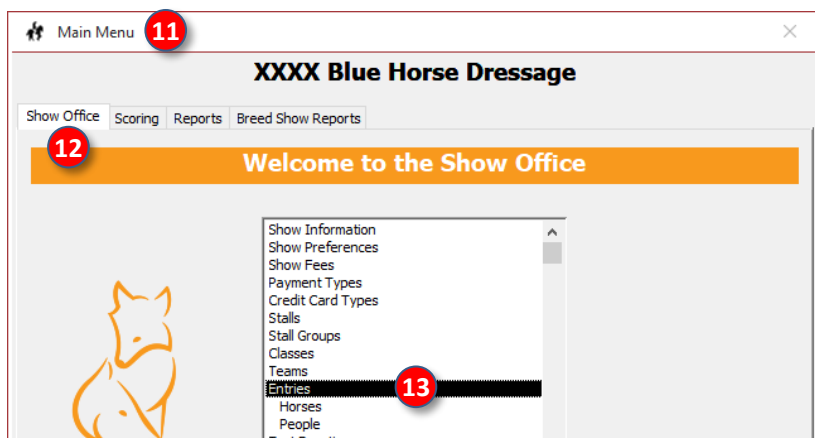 Main Menu 11
XXXX Blue Horse Dressage
Show Office Scoring Reports Breed Show Reports
12
Welcome to the Show Office
Show Information
Show Preferences
Show Fees
Payment Types
Credit Card Types
Stalls
Stall Groups
Classes
Teams
Entries 13
Horses
People